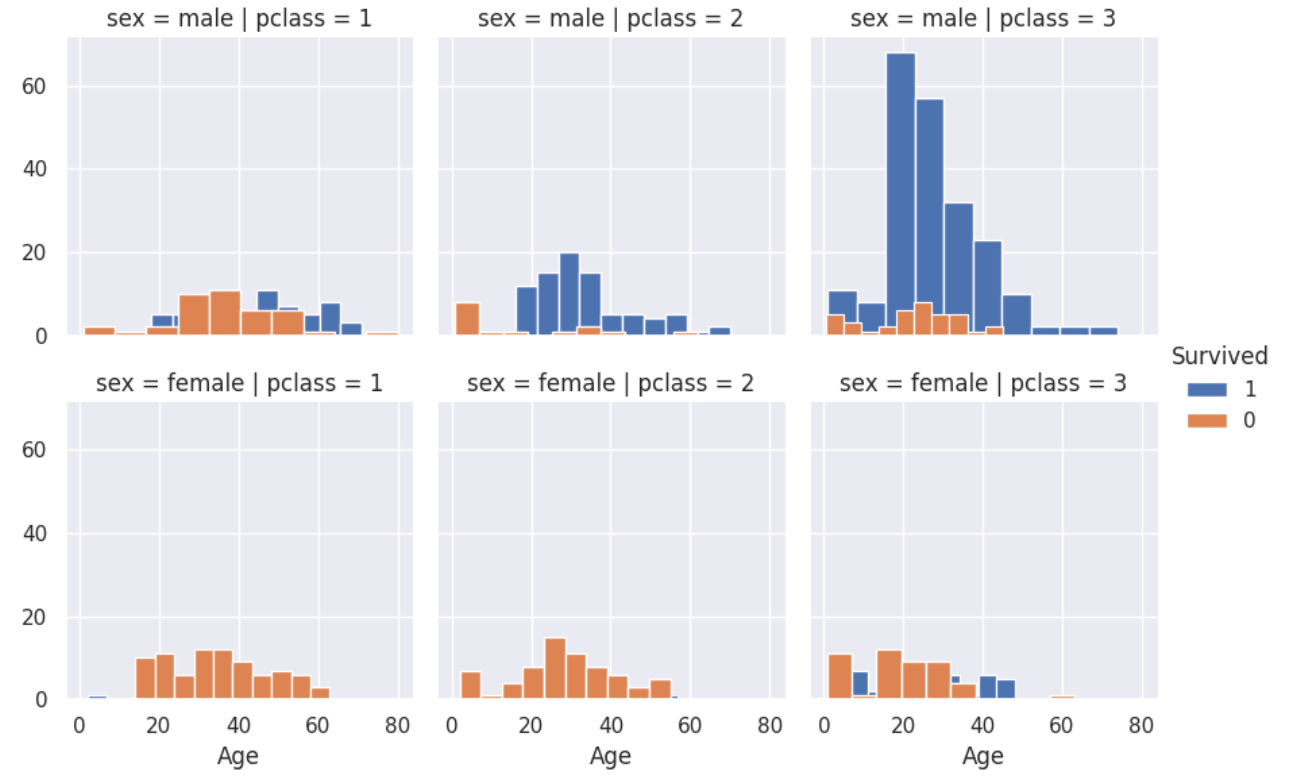 sex = male | pclass = 1
sex = male | pclass = 2
sex = male | pclass = 3
60
40
20
0
Survived
1
0
sex = female | pclass = 1
sex = female | pclass = 2
sex = female | pclass = 3
60
40
20
0
0 20 40 60 80
0 20 40 60 80
0 20 40 60 80
Age
Age
Age